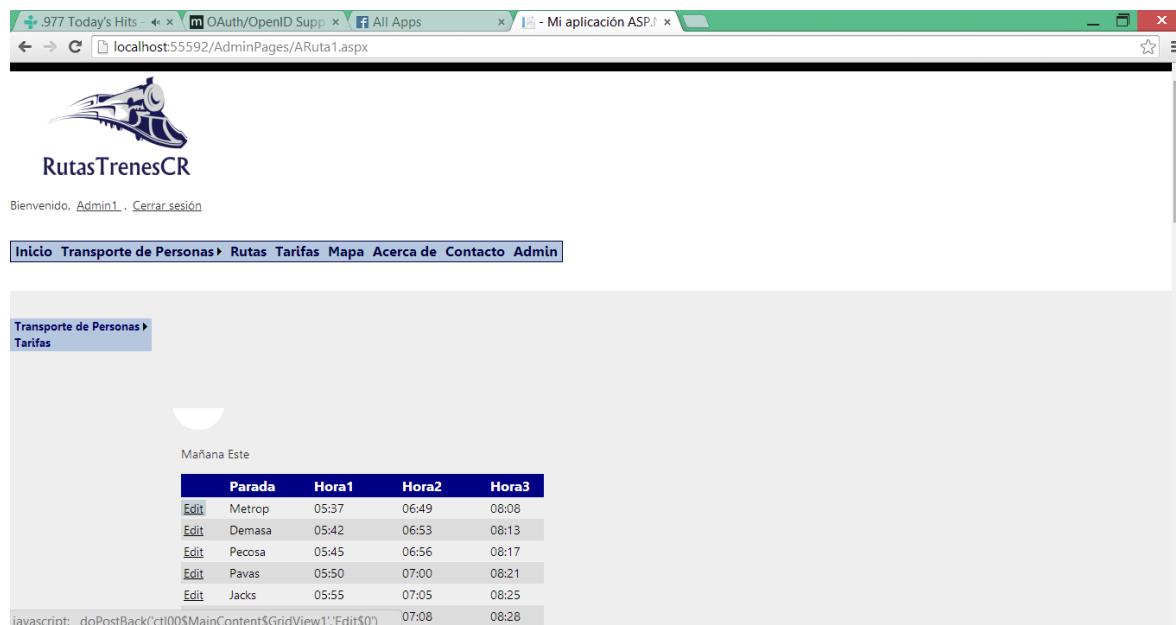 .977 Today's Hits - OAuth/OpenID Supp All Apps - Mi aplicación ASP.N
localhost:55592/AdminPages/ARuta1.aspx
RutasTrenesCR
Bienvenido, Admin1 . Cerrar sesión
Inicio Transporte de Personas Rutas Tarifas Mapa Acerca de Contacto Admin
Transporte de Personas
Tarifas
Mañana Este
Parada Hora1 Hora2 Hora3
Edit Metrop 05:37 06:49 08:08
Edit Demasa 05:42 06:53 08:13
Edit Pecosa 05:45 06:56 08:17
Edit Pavas 05:50 07:00 08:21
Edit Jacks 05:55 07:05 08:25
07:08 08:28
javascript:__doPostBack('ctl00$MainContent$GridView1','Edit$0')